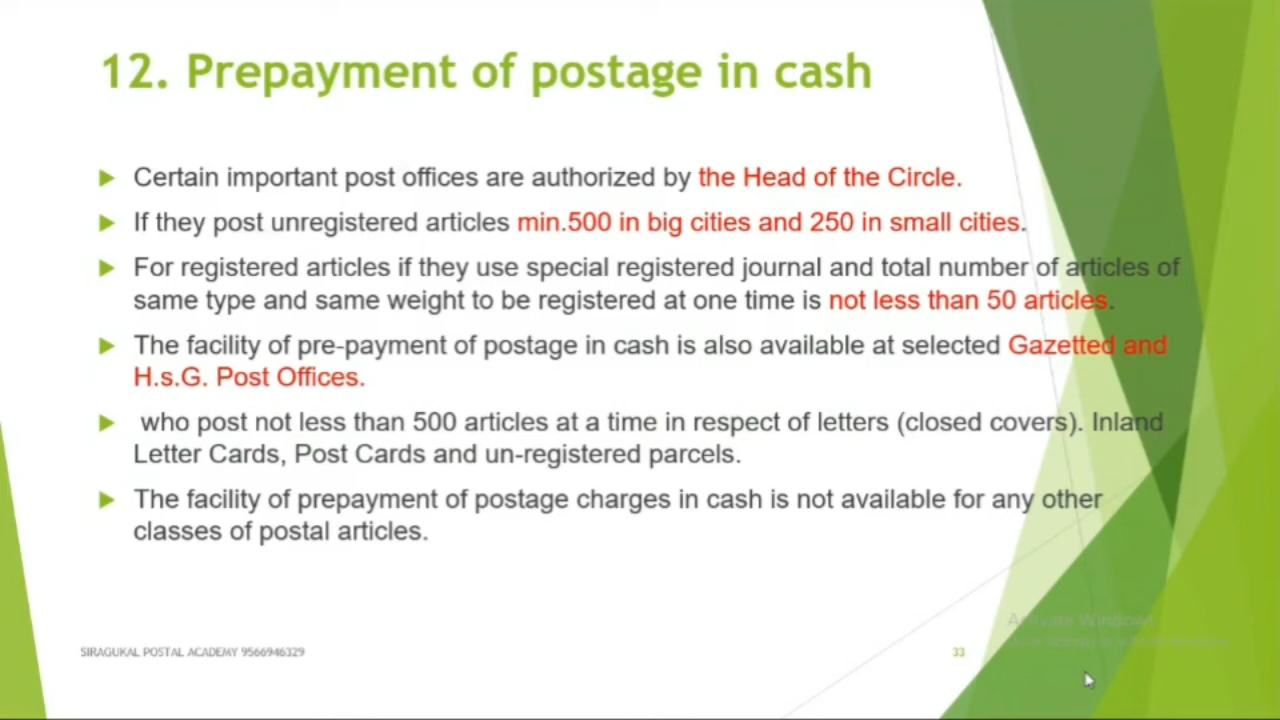 12. Prepayment of postage in cash
Certain important post offices are authorized by the Head of the Circle.
If they post unregistered articles min.500 in big cities and 250 in small cities.
For registered articles if they use special registered journal and total number of articles of
same type and same weight to be registered at one time is not less than 50 articles.
The facility of pre-payment of postage in cash is also available at selected Gazetted and
H.s.G. Post Offices.
who post not less than 500 articles at a time in respect of letters (closed covers). Inland
Letter Cards, Post Cards and un-registered parcels.
The facility of prepayment of postage charges in cash is not available for any other
classes of postal articles.
SIRAGUKAL POSTAL ACADEMY 9566946329
33
Activate Windows